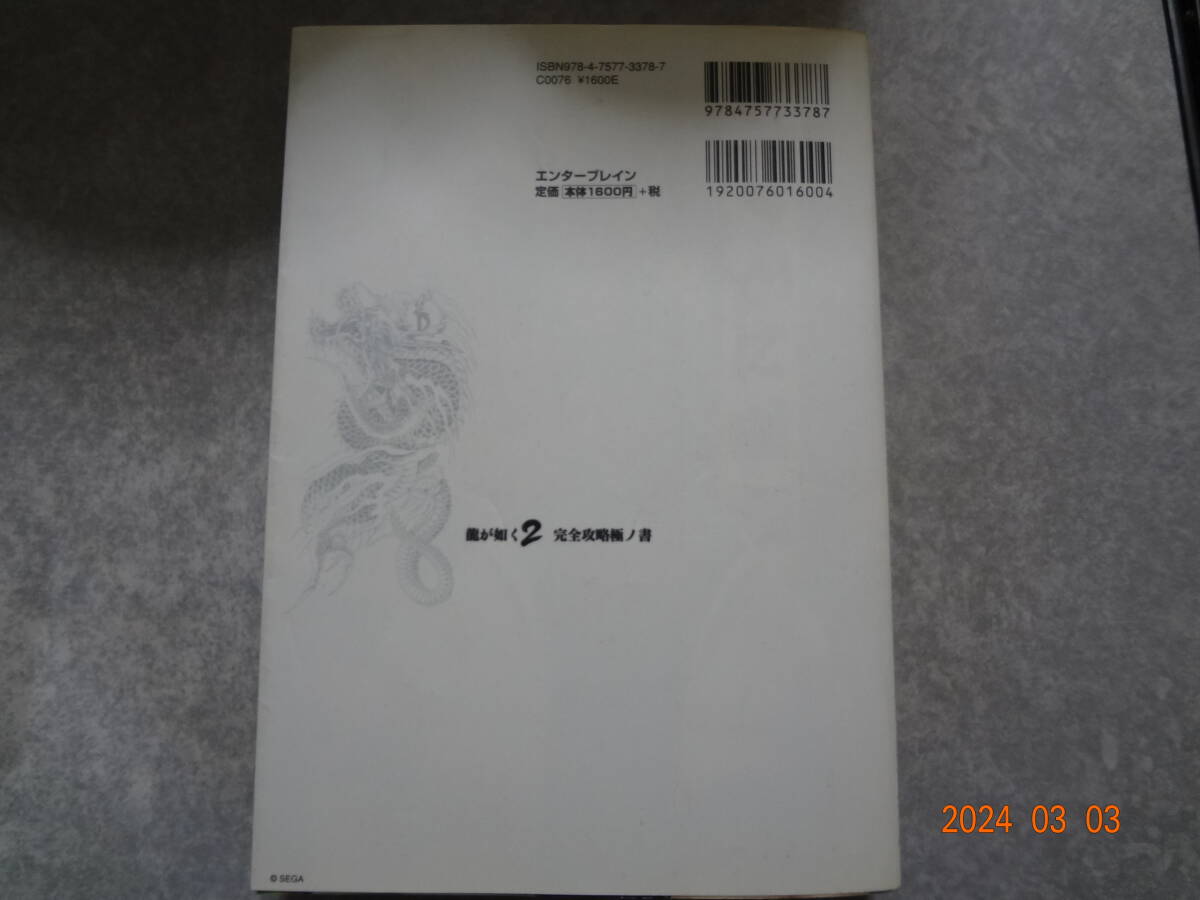 ISBN978-4-7577-3378-7
C0076 ¥1600E
9784757733787
エンターブレイン
定価 本体1600円 +税
1920076016004
龍が如く2 完全攻略極ノ書
© SEGA
2024 03 03